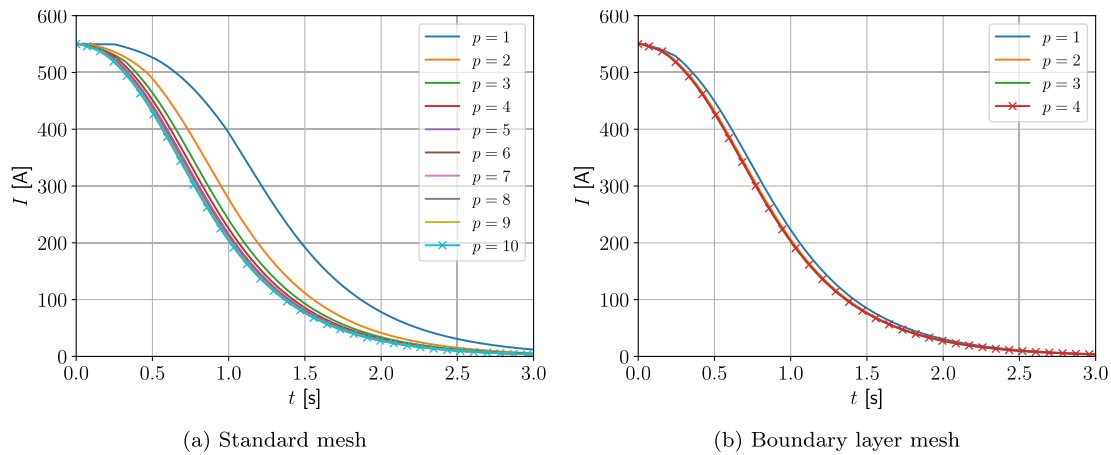 600
500
400
300
200
100
0
I [A]
0.0 0.5 1.0 1.5 2.0 2.5 3.0
t [s]
p = 1
p = 2
p = 3
p = 4
p = 5
p = 6
p = 7
p = 8
p = 9
p = 10
(a) Standard mesh
600
500
400
300
200
100
0
I [A]
0.0 0.5 1.0 1.5 2.0 2.5 3.0
t [s]
p = 1
p = 2
p = 3
p = 4
(b) Boundary layer mesh